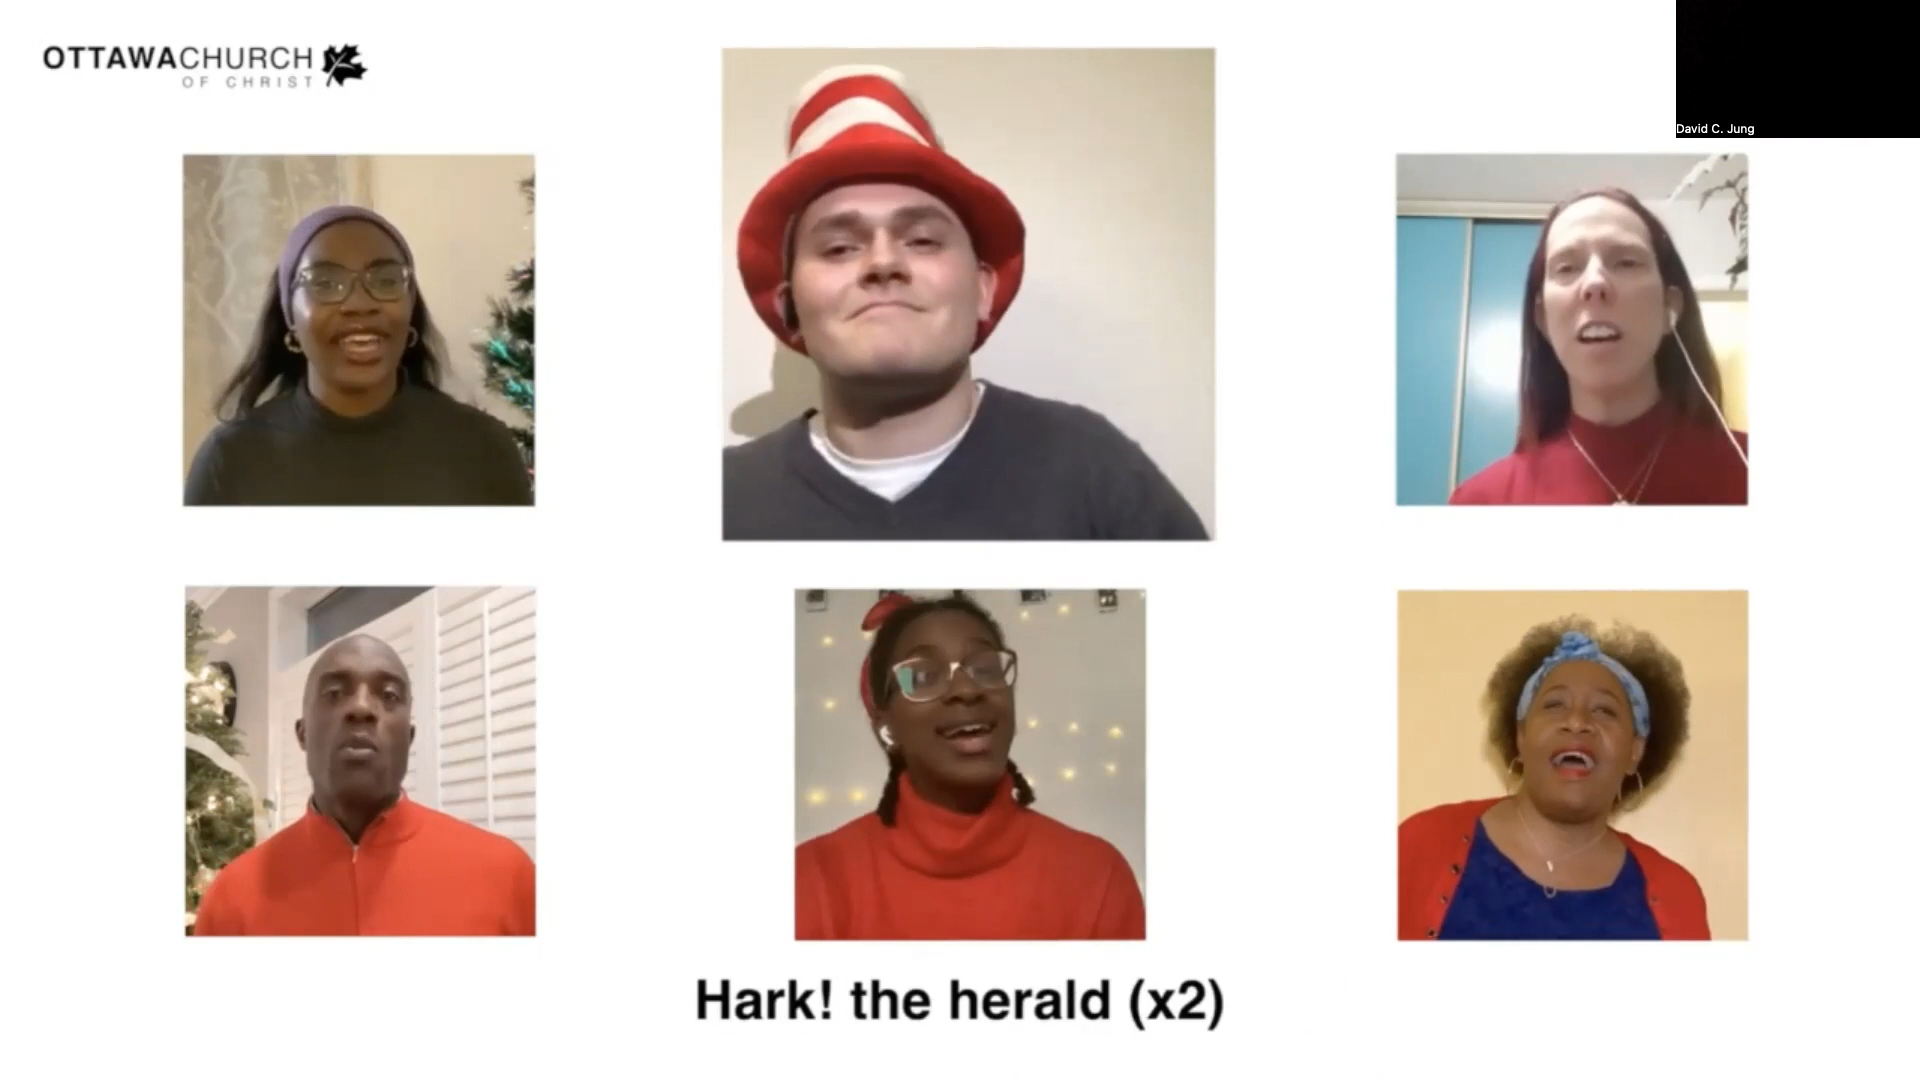 OTTAWACHURCH
OF CHRIST
David C. Jung
Hark! the herald (x2)